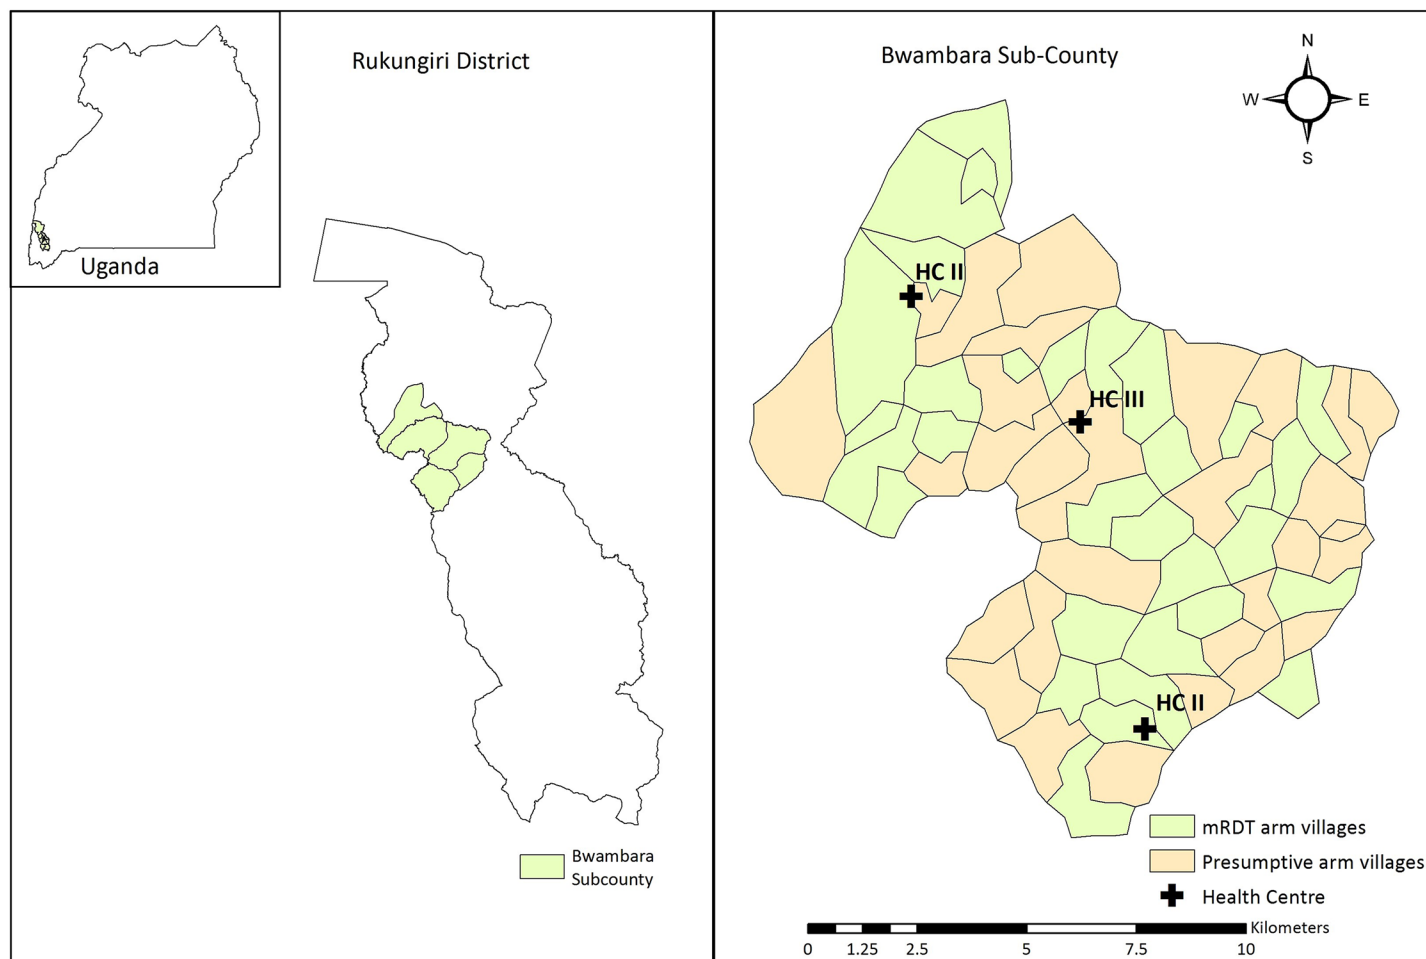 Uganda
Rukungiri District
Bwambara
Subcounty
Bwambara Sub-County
N
W
E
S
HC II
HC III
HC II
mRDT arm villages
Presumptive arm villages
Health Centre
Kilometers
0 1.25 2.5 5 7.5 10